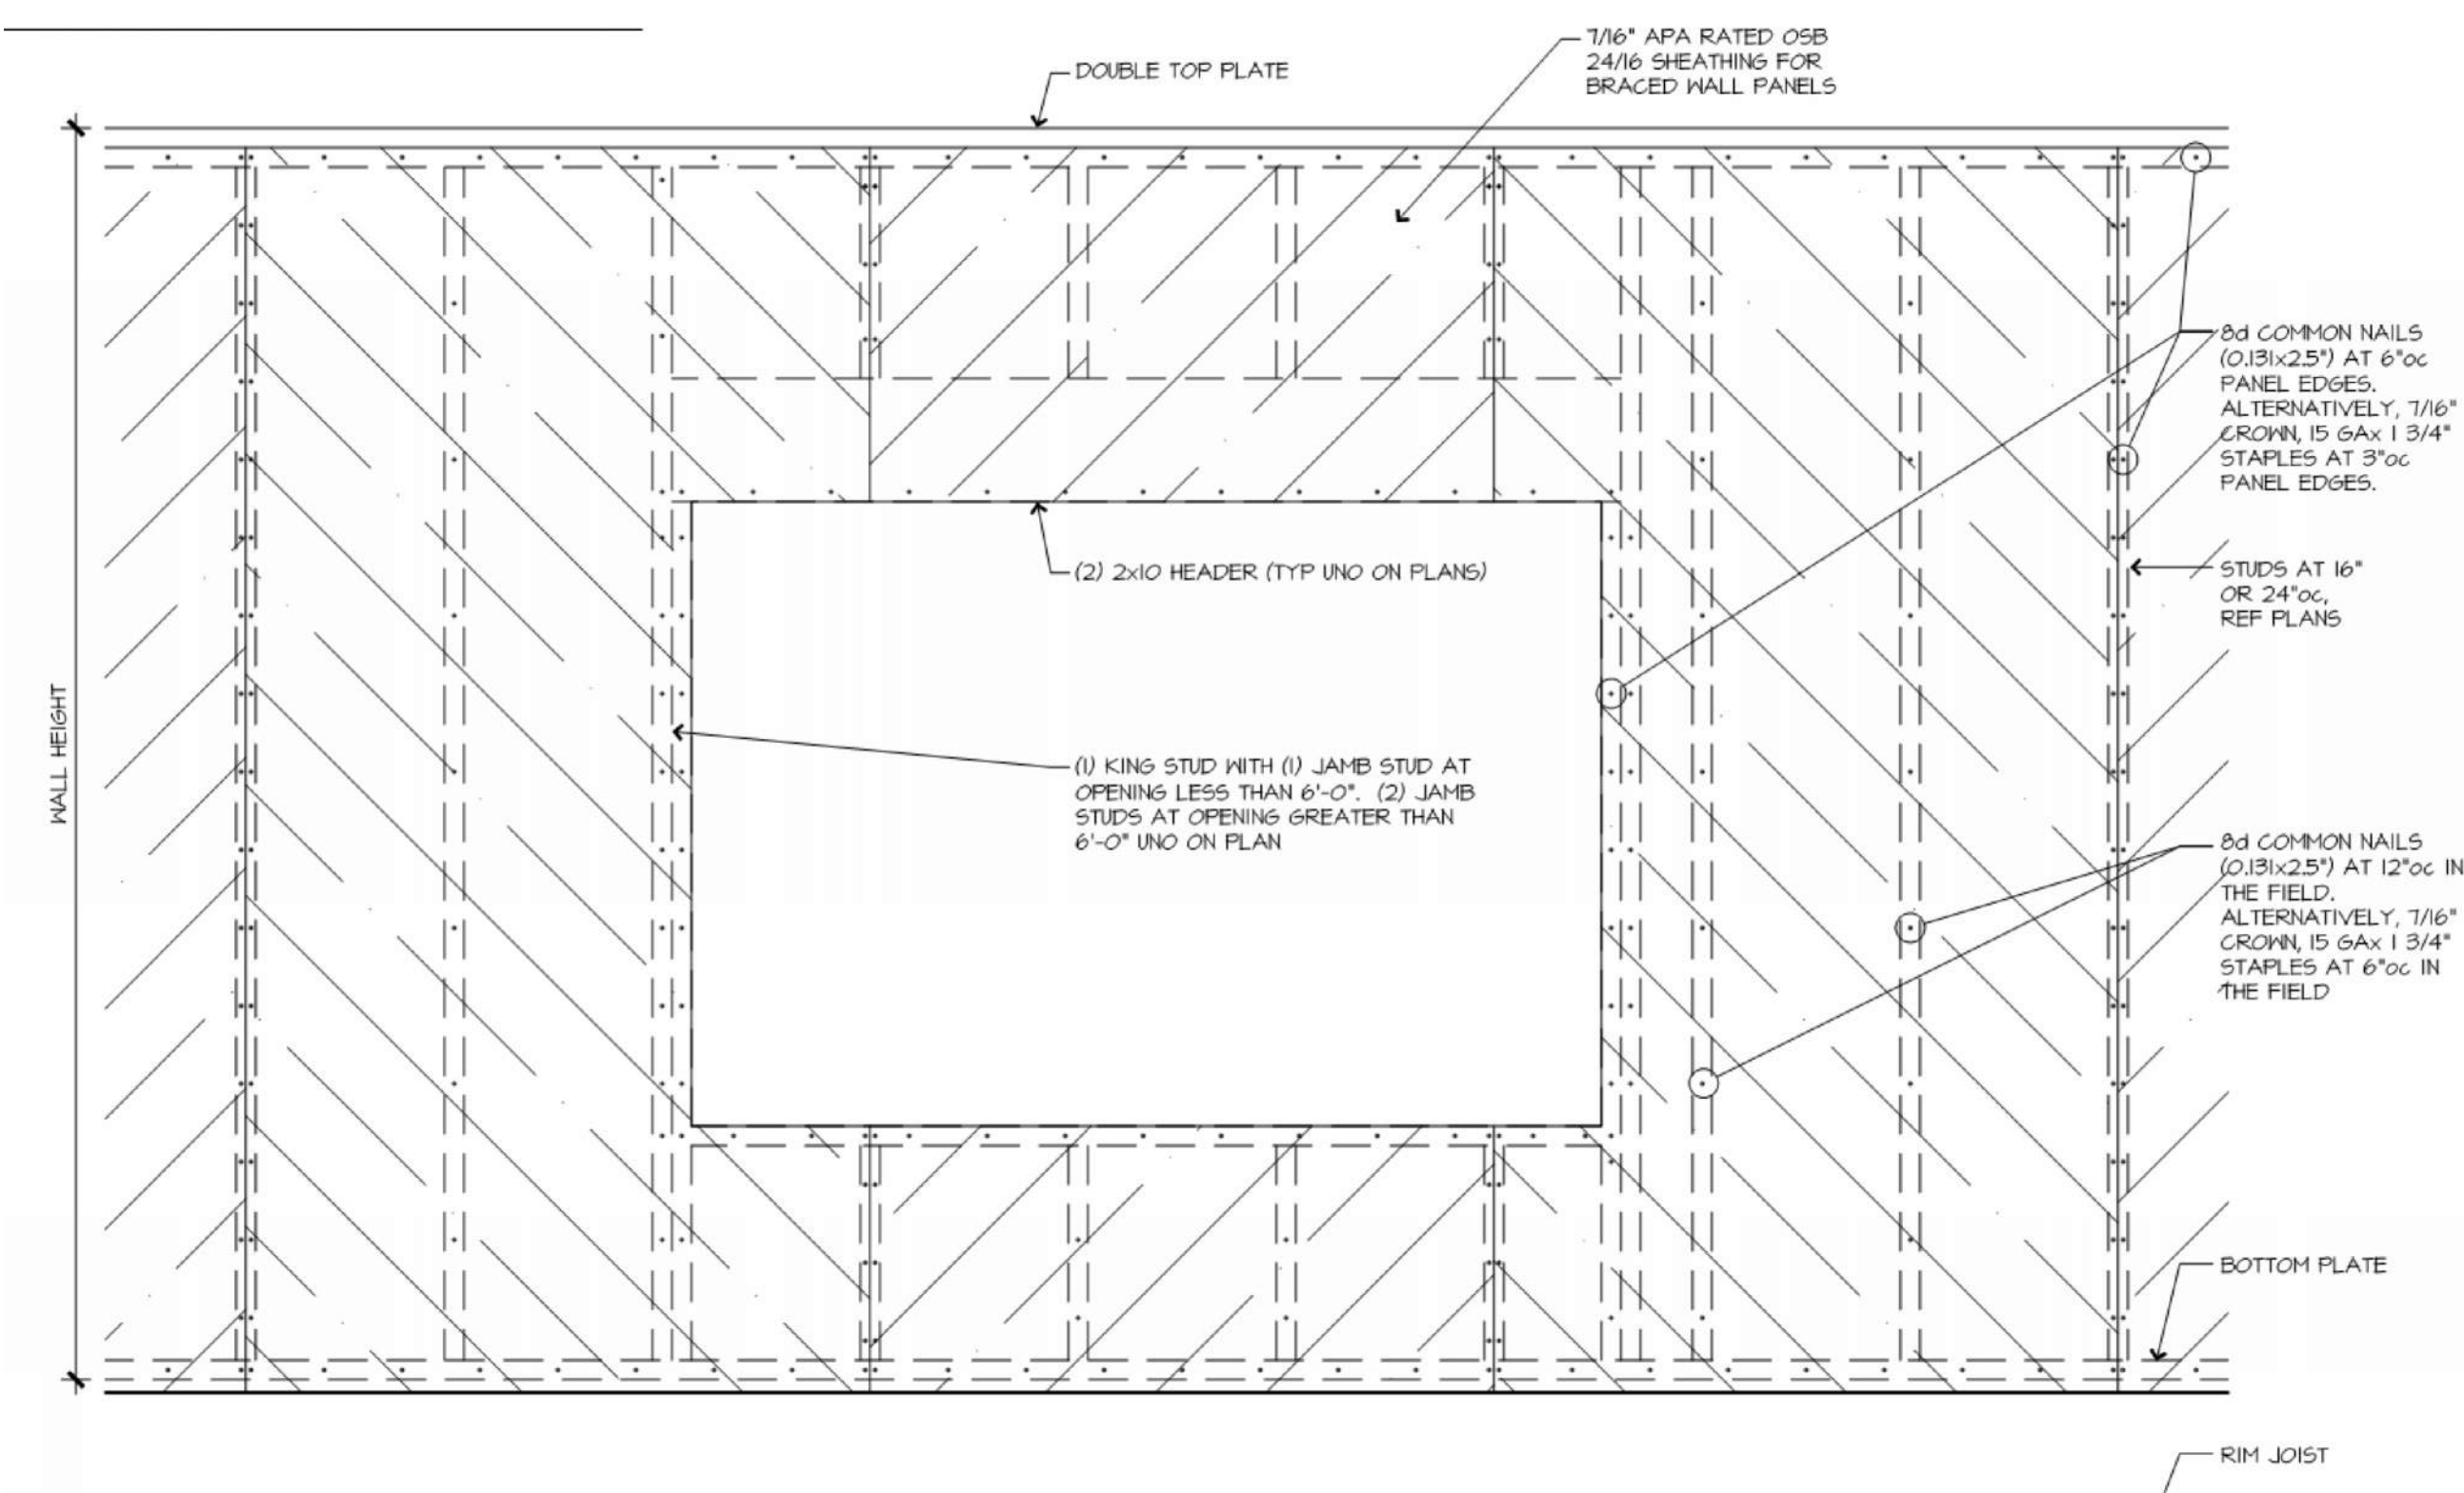 DOUBLE TOP PLATE
7/16" APA RATED OSB
24/16 SHEATHING FOR
BRACED WALL PANELS
8d COMMON NAILS
(0.131x2.5") AT 6"oc
PANEL EDGES.
ALTERNATIVELY, 7/16"
CROWN, 15 GAx 1 3/4"
STAPLES AT 3"oc
PANEL EDGES.
(2) 2x10 HEADER (TYP UNO ON PLANS)
STUDS AT 16"
OR 24"oc,
REF PLANS
WALL HEIGHT
(1) KING STUD WITH (1) JAMB STUD AT
OPENING LESS THAN 6'-0". (2) JAMB
STUDS AT OPENING GREATER THAN
6'-0" UNO ON PLAN
8d COMMON NAILS
(0.131x2.5") AT 12"oc IN
THE FIELD.
ALTERNATIVELY, 7/16"
CROWN, 15 GAx 1 3/4"
STAPLES AT 6"oc IN
THE FIELD
BOTTOM PLATE
RIM JOIST